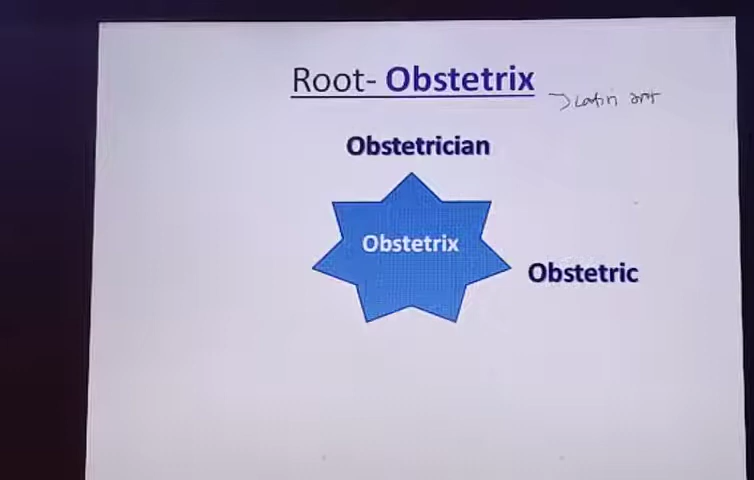 Root- Obstetrix
Latin
Obstetrician
Obstetrix
Obstetric